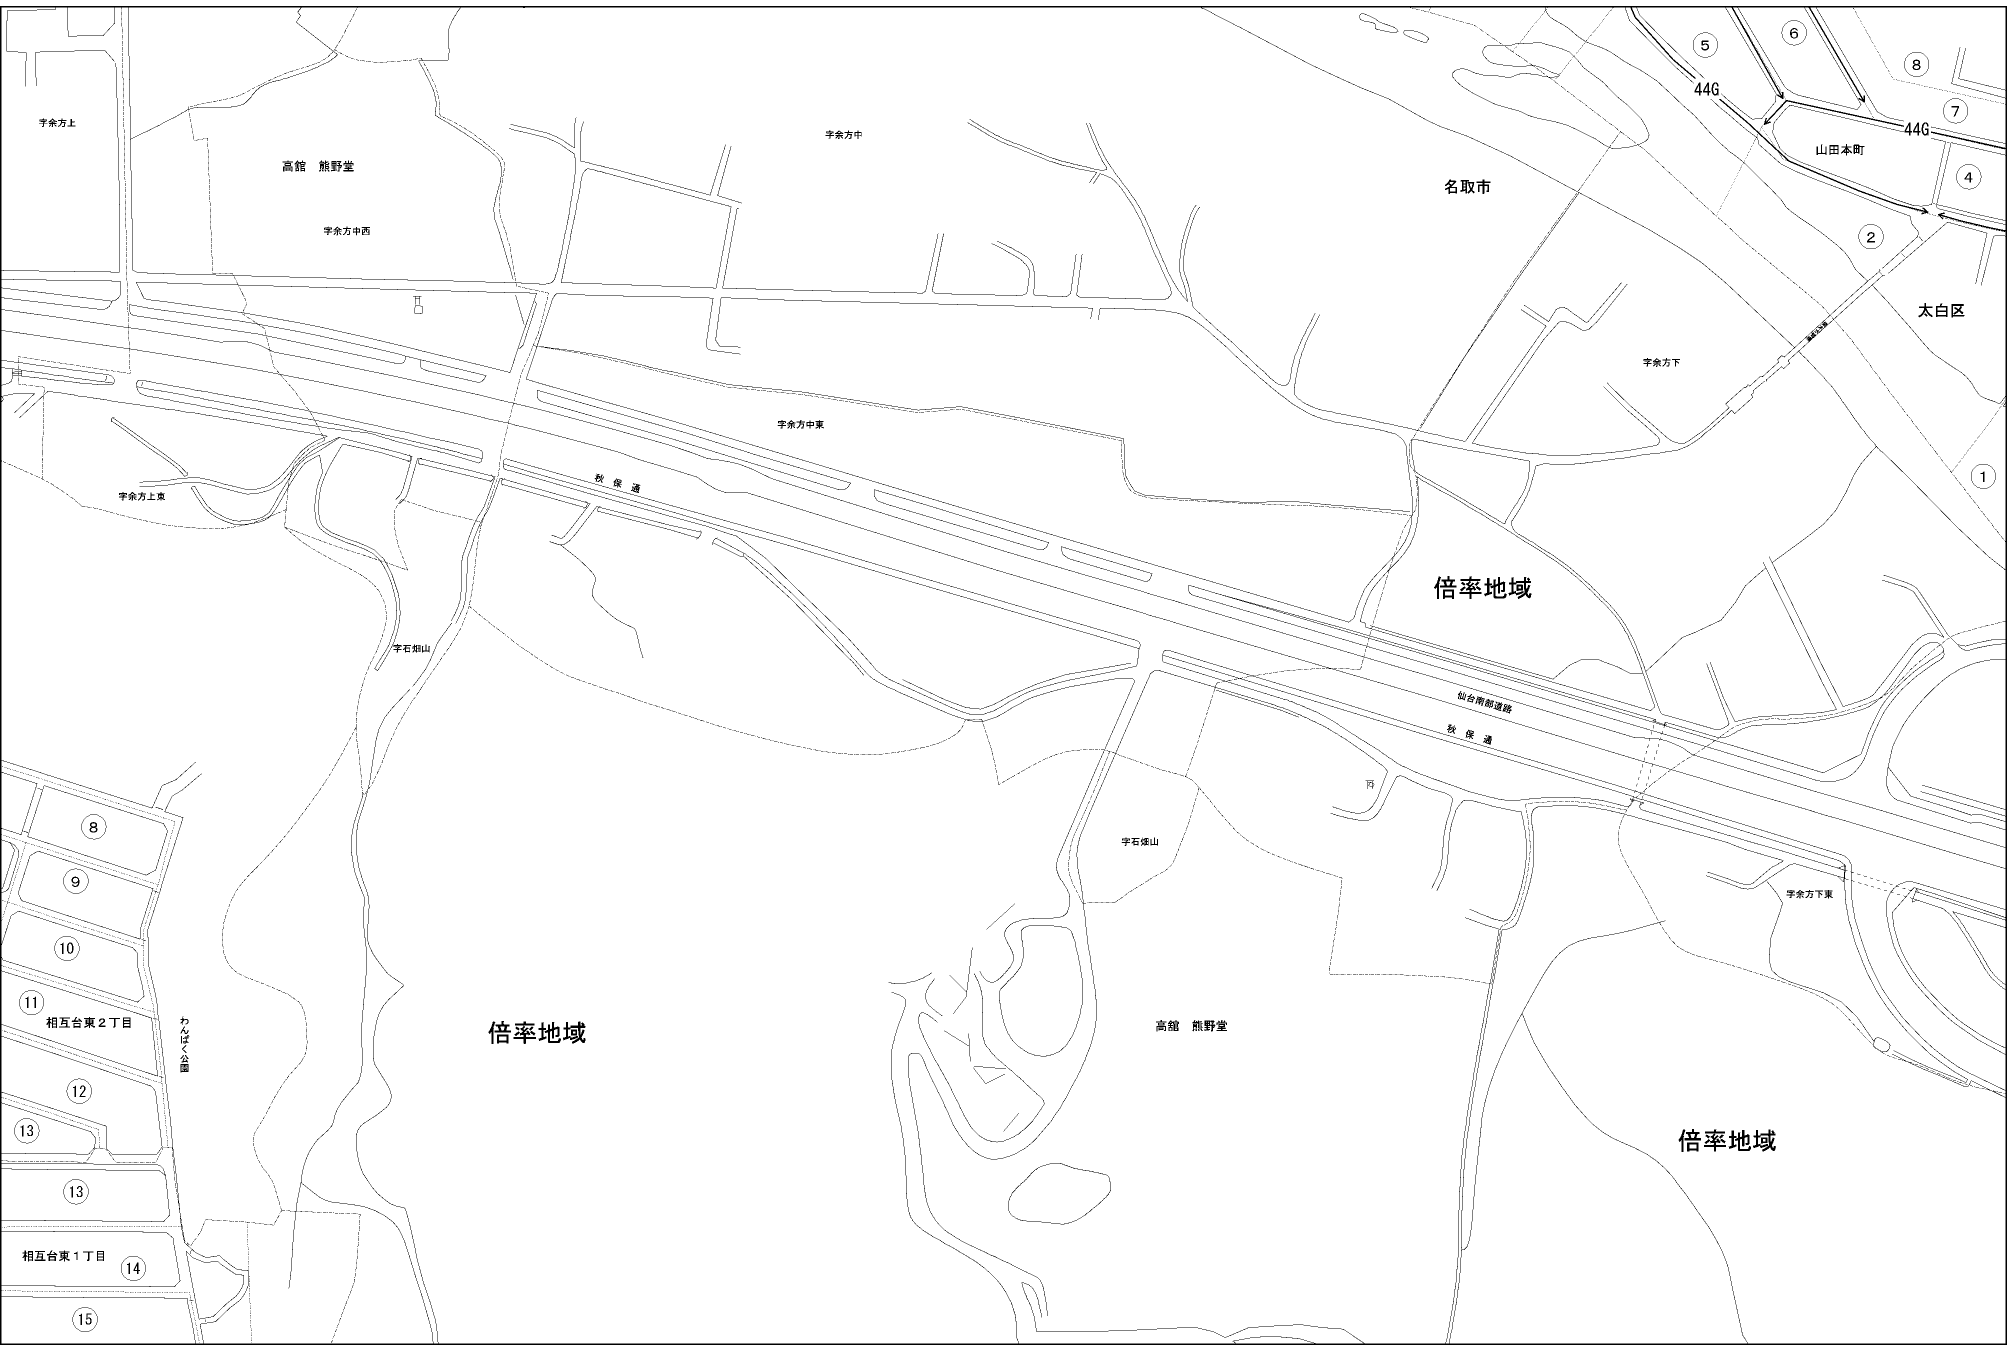 5
6
8
44G
7
44G
字余方上
字余方中
山田本町
高舘　熊野堂
4
名取市
字余方中西
2
太白区
字余方下
字余方中東
1
秋保通
字余方上東
倍率地域
字石畑山
仙台南部道路
秋保通
8
字石畑山
9
字余方下東
10
11
相互台東２丁目
わんぱく公園
倍率地域
高舘　熊野堂
12
13
倍率地域
13
相互台東１丁目
14
15